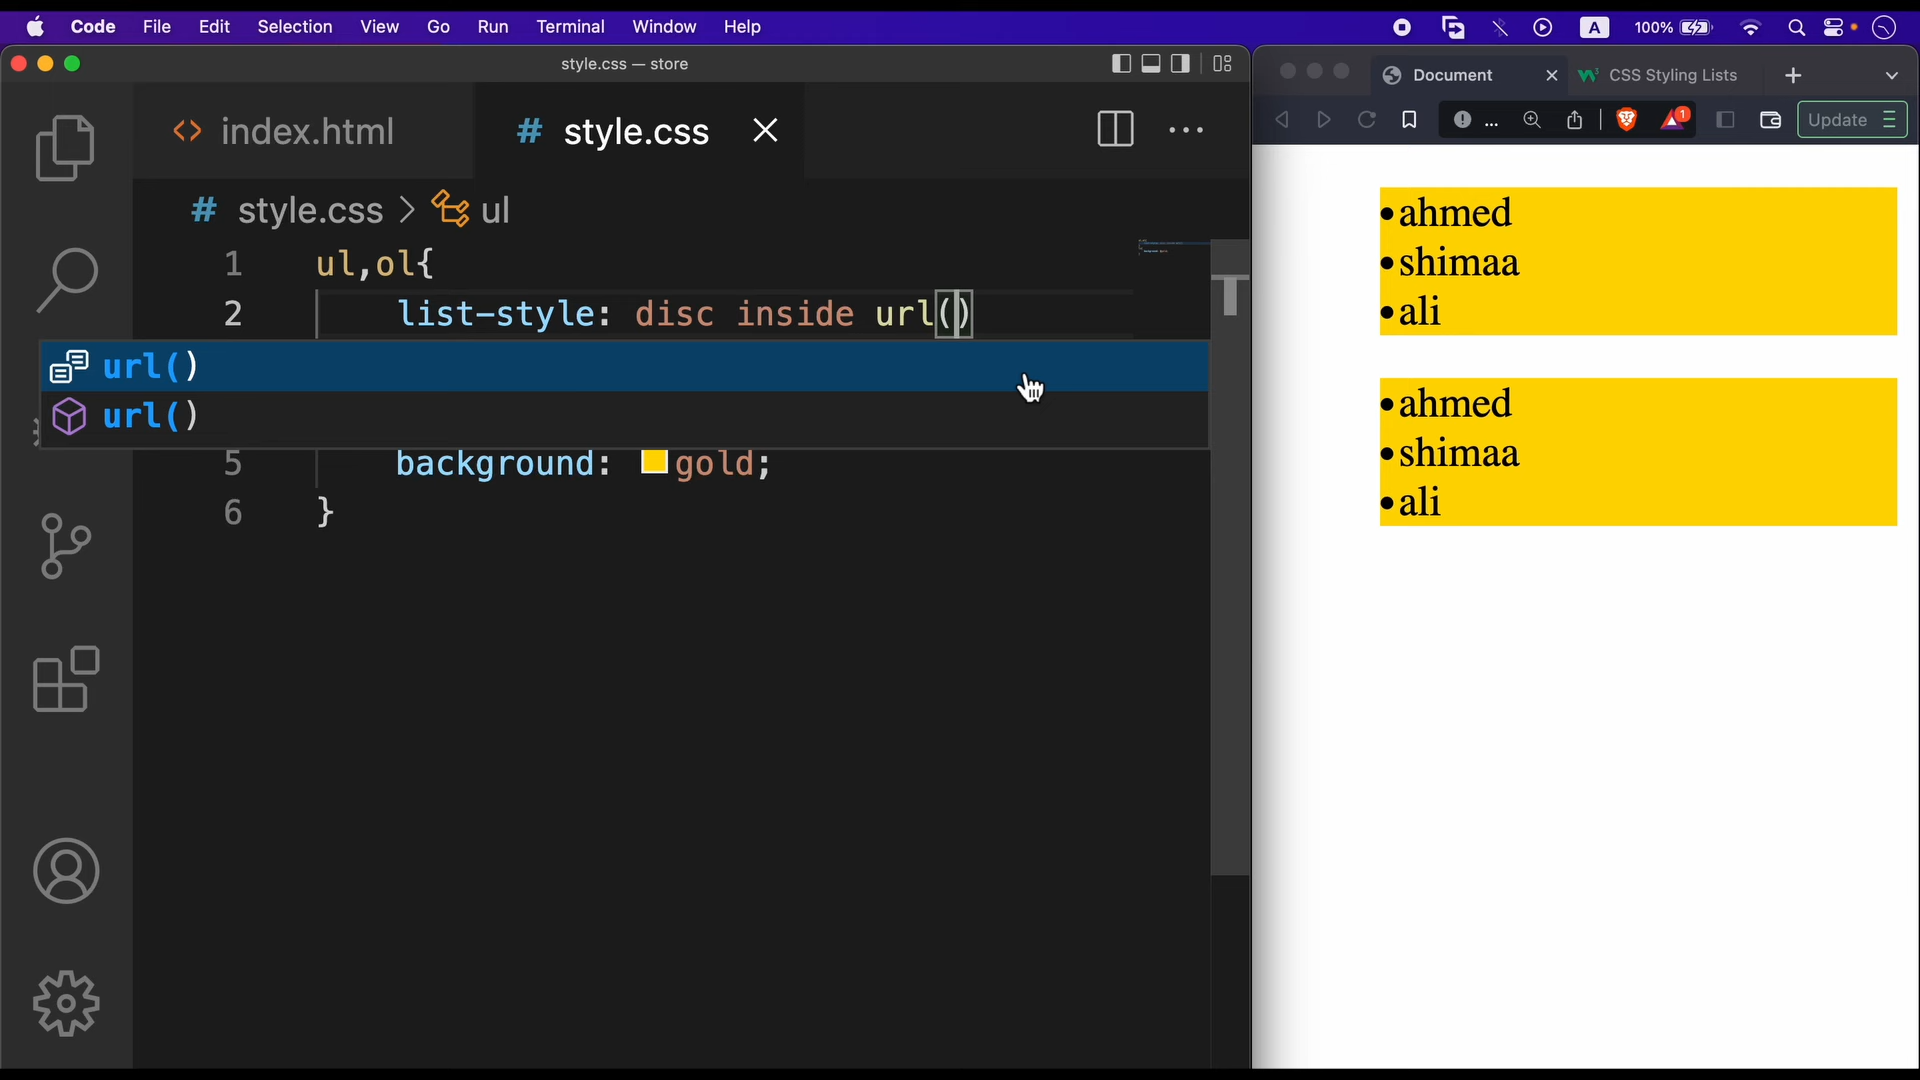 Code File Edit Selection View Go Run Terminal Window Help
A 100%
style.css — store
index.html
# style.css
# style.css > ul
1 ul,ol{
2 list-style: disc inside url()
url()
url()
5 background: gold;
6 }
Document
CSS Styling Lists
...
1
Update
•ahmed
•shimaa
•ali
•ahmed
•shimaa
•ali